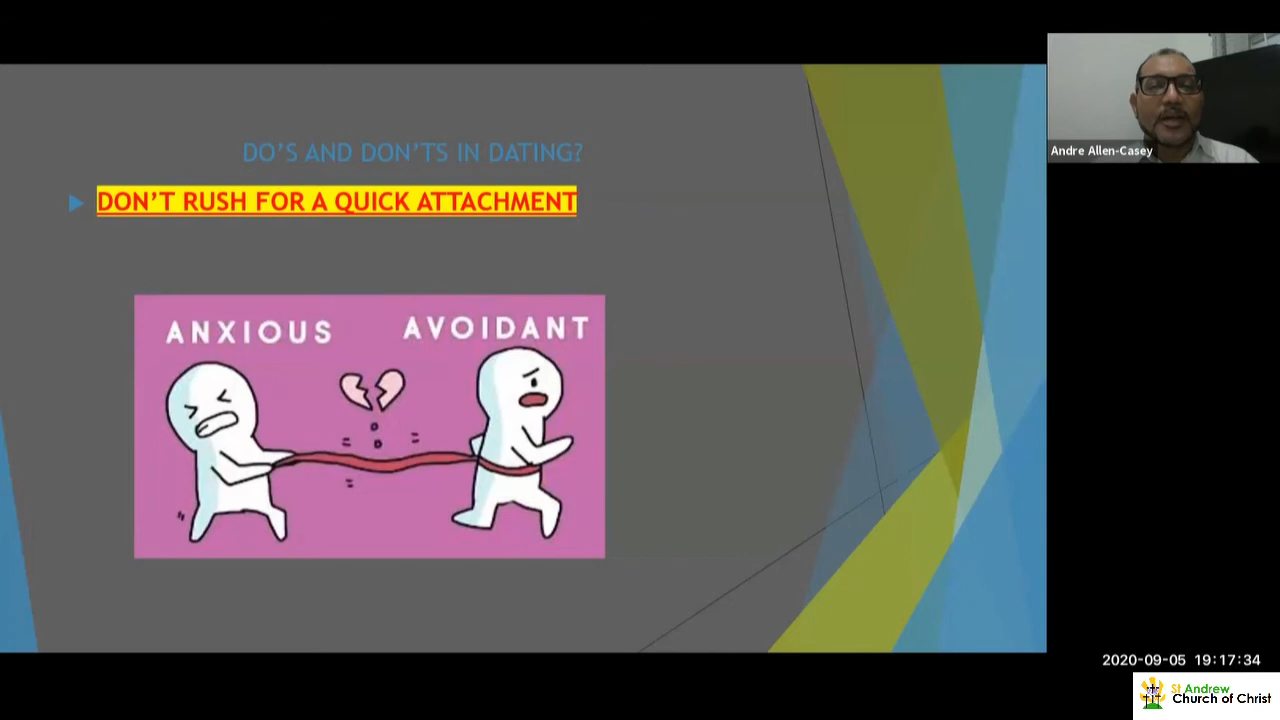 DO'S AND DON'TS IN DATING?
DON'T RUSH FOR A QUICK ATTACHMENT
ANXIOUS AVOIDANT
Andre Allen-Casey
2020-09-05 19:17:34
St Andrew
Church of Christ